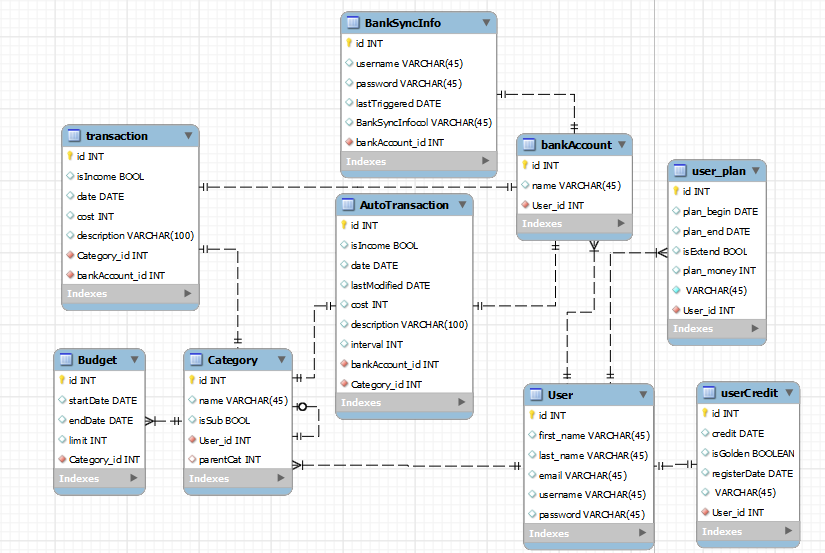 BankSyncInfo
id INT
username VARCHAR(45)
password VARCHAR(45)
lastTriggered DATE
BankSyncInfocol VARCHAR(45)
bankAccount_id INT
Indexes
transaction
id INT
isIncome BOOL
date DATE
cost INT
description VARCHAR(100)
Category_id INT
bankAccount_id INT
Indexes
bankAccount
id INT
name VARCHAR(45)
User_id INT
Indexes
user_plan
id INT
plan_begin DATE
plan_end DATE
isExtend BOOL
plan_money INT
VARCHAR(45)
User_id INT
Indexes
AutoTransaction
id INT
isIncome BOOL
date DATE
lastModified DATE
cost INT
description VARCHAR(100)
interval INT
bankAccount_id INT
Category_id INT
Indexes
Budget
id INT
startDate DATE
endDate DATE
limit INT
Category_id INT
Indexes
Category
id INT
name VARCHAR(45)
isSub BOOL
User_id INT
parentCat INT
Indexes
User
id INT
first_name VARCHAR(45)
last_name VARCHAR(45)
email VARCHAR(45)
username VARCHAR(45)
password VARCHAR(45)
Indexes
userCredit
id INT
credit DATE
isGolden BOOLEAN
registerDate DATE
VARCHAR(45)
User_id INT
Indexes